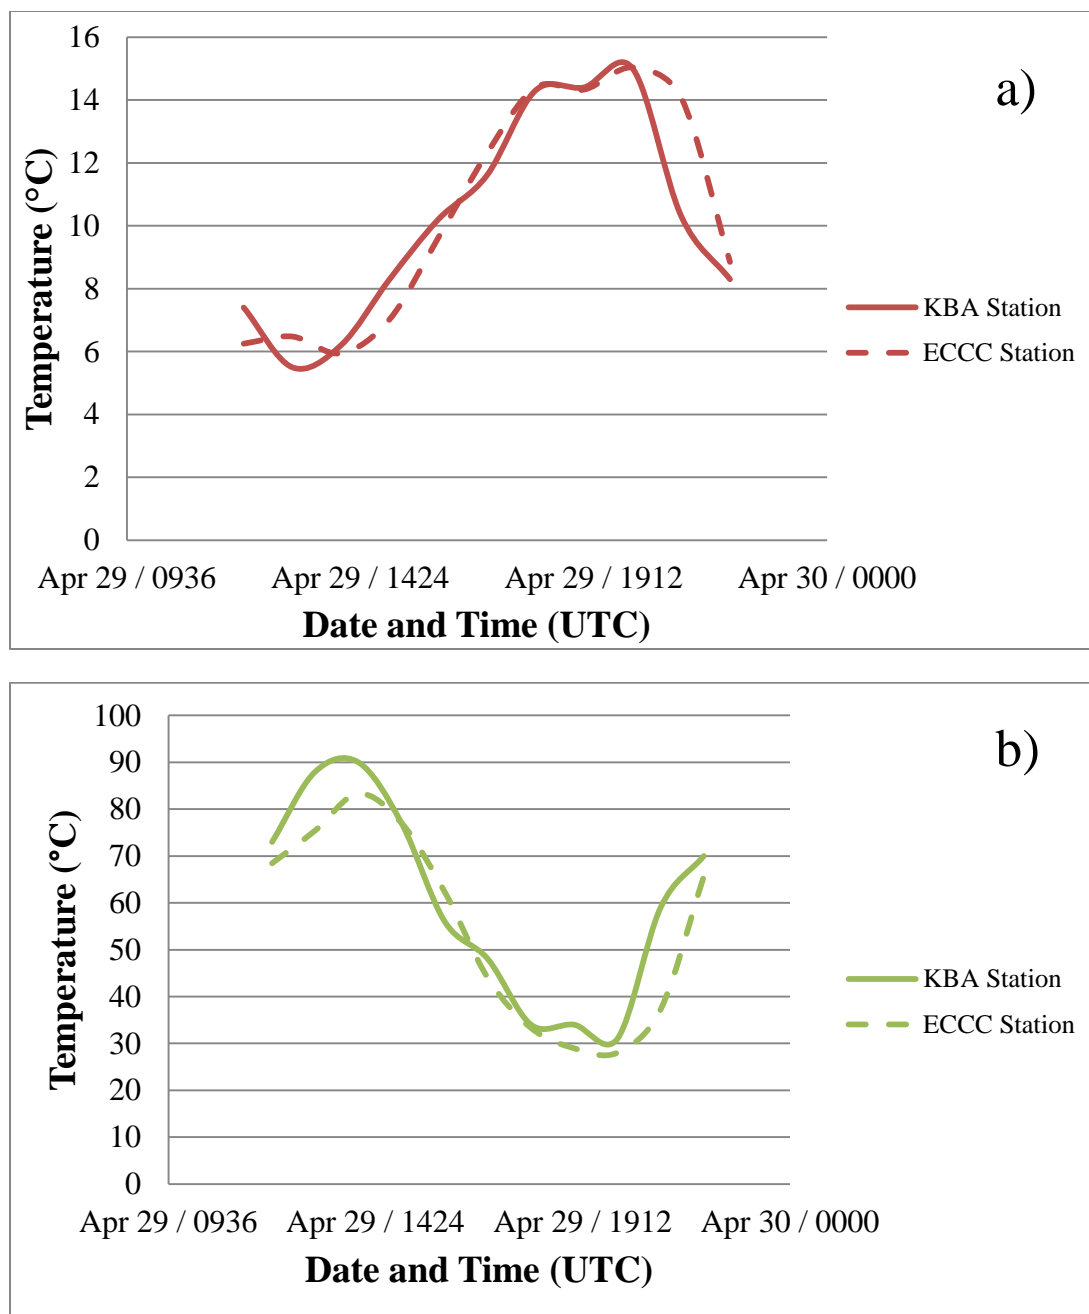 a)
Temperature (°C)
16
14
12
10
8
6
4
2
0
KBA Station
ECCC Station
Apr 29 / 0936 Apr 29 / 1424 Apr 29 / 1912 Apr 30 / 0000
Date and Time (UTC)
b)
Temperature (°C)
100
90
80
70
60
50
40
30
20
10
0
KBA Station
ECCC Station
Apr 29 / 0936 Apr 29 / 1424 Apr 29 / 1912 Apr 30 / 0000
Date and Time (UTC)